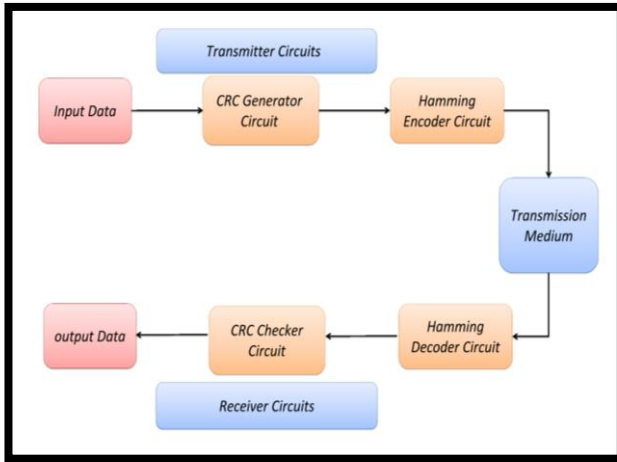 Transmitter Circuits
Input Data
CRC Generator
Circuit
Hamming
Encoder Circuit
Transmission
Medium
output Data
CRC Checker
Circuit
Hamming
Decoder Circuit
Receiver Circuits